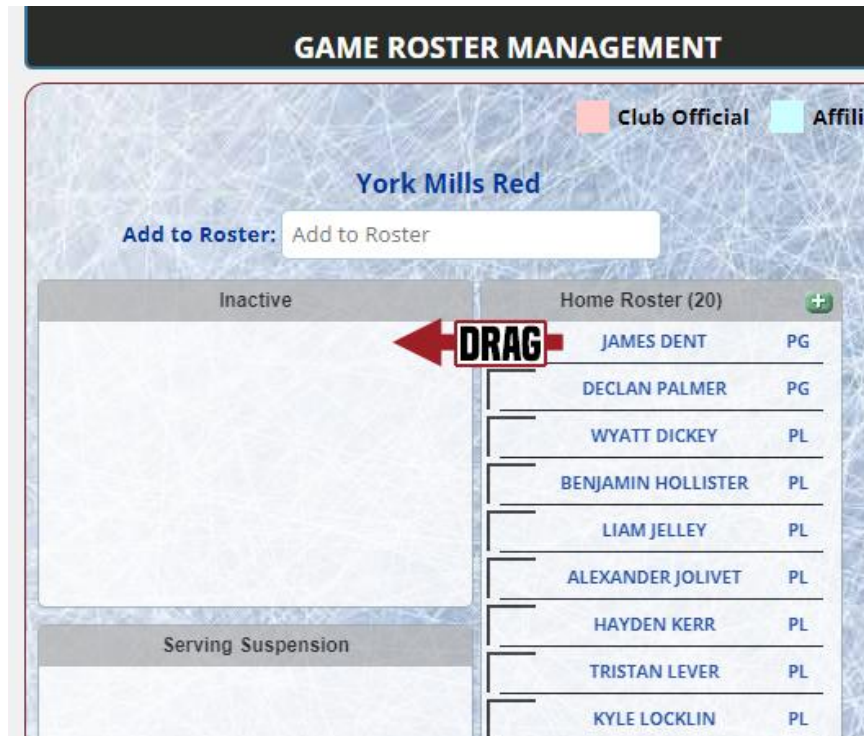 GAME ROSTER MANAGEMENT
Club Official
York Mills Red
Add to Roster: Add to Roster
Inactive
Home Roster (20)
DRAG
JAMES DENT PG
DECLAN PALMER PG
WYATT DICKEY PL
BENJAMIN HOLLISTER PL
LIAM JELLEY PL
ALEXANDER JOLIVET PL
HAYDEN KERR PL
Serving Suspension
TRISTAN LEVER PL
KYLE LOCKLIN PL